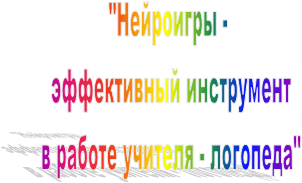 "Нейроигры -
эффективный инструмент
в работе учителя - логопеда"